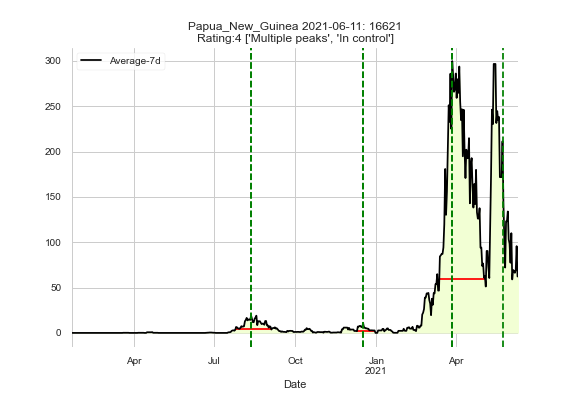 Papua_New_Guinea 2021-06-11: 16621
Rating:4 ['Multiple peaks', 'In control']
Average-7d
300
250
200
150
100
50
0
Apr
Jul
Oct
Jan
2021
Apr
Date